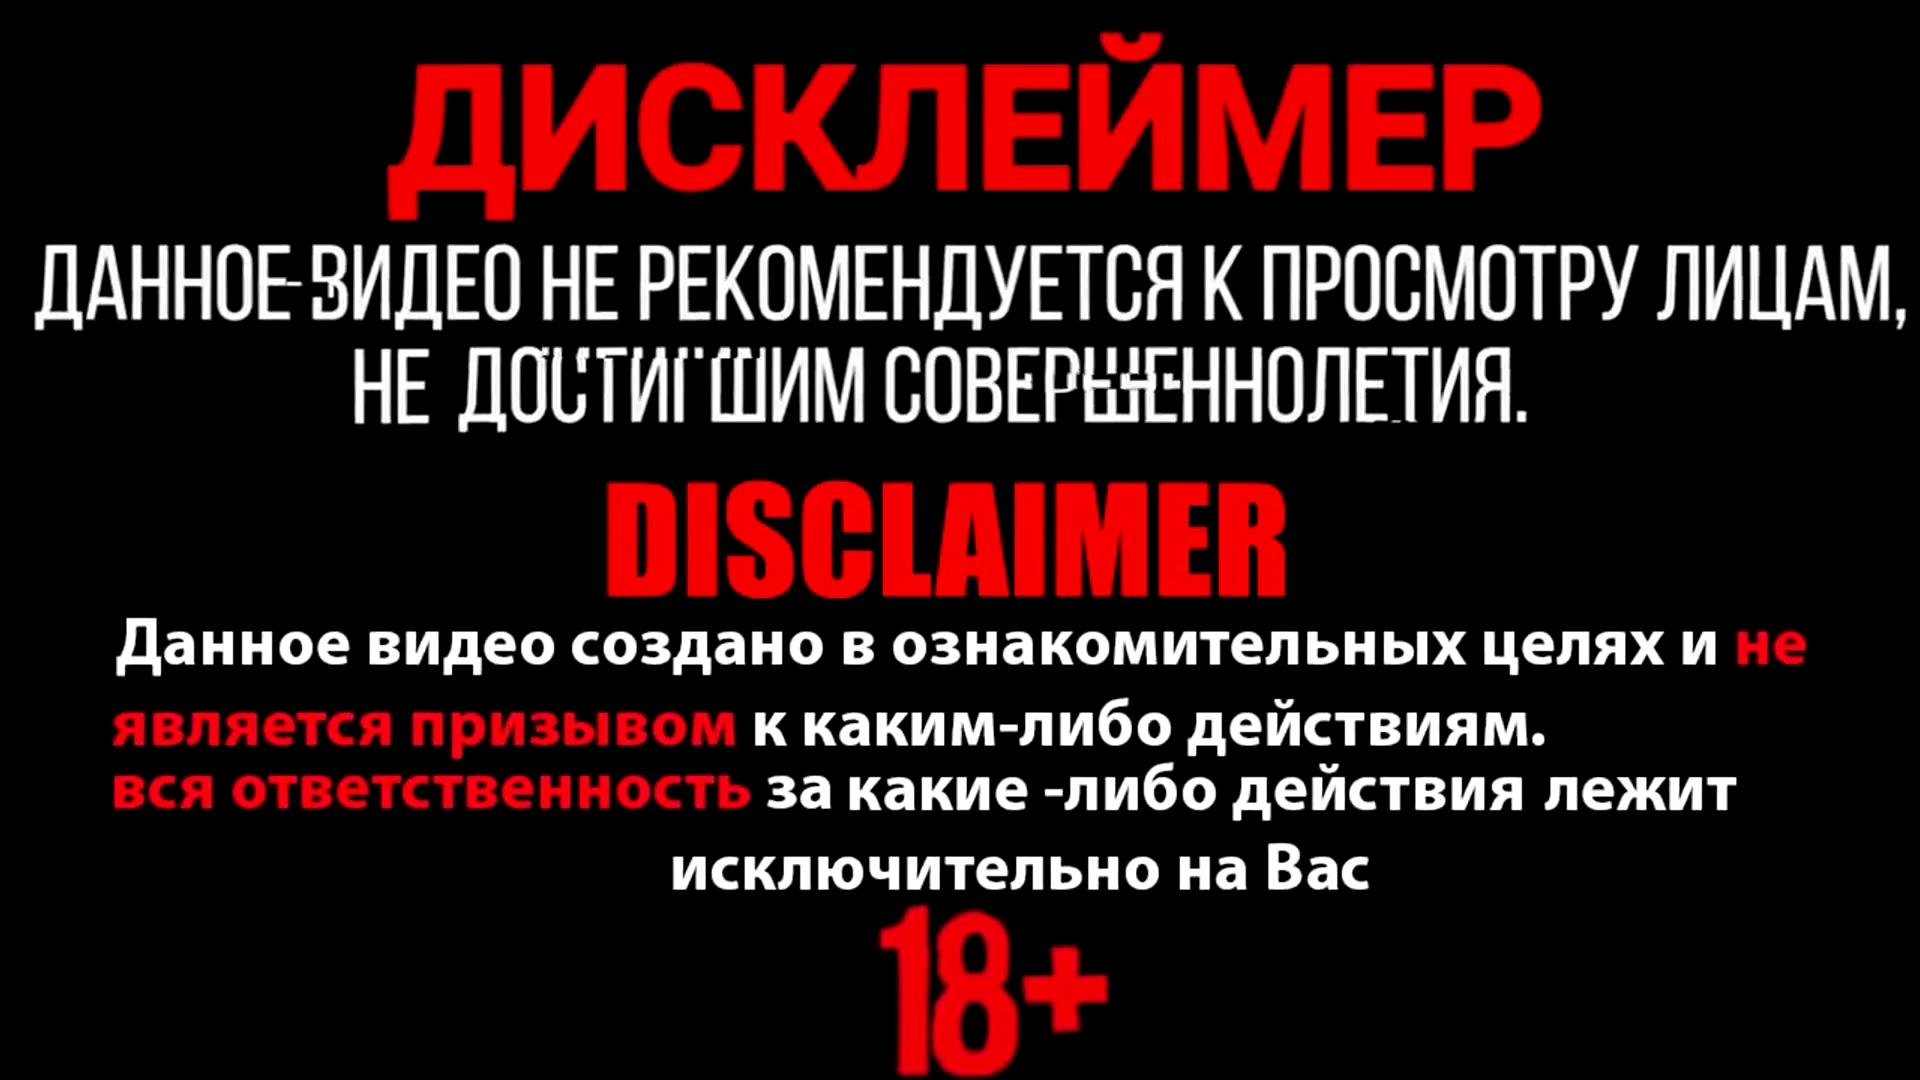 ДИСКЛЕЙМЕР
ДАННОЕ ВИДЕО НЕ РЕКОМЕНДУЕТСЯ К ПРОСМОТРУ ЛИЦАМ,
НЕ ДОСТИГШИМ СОВЕРШЕННОЛЕТИЯ.
DISCLAIMER
Данное видео создано в ознакомительных целях и не
является призывом к каким-либо действиям.
вся ответственность за какие -либо действия лежит
исключительно на Вас
18+